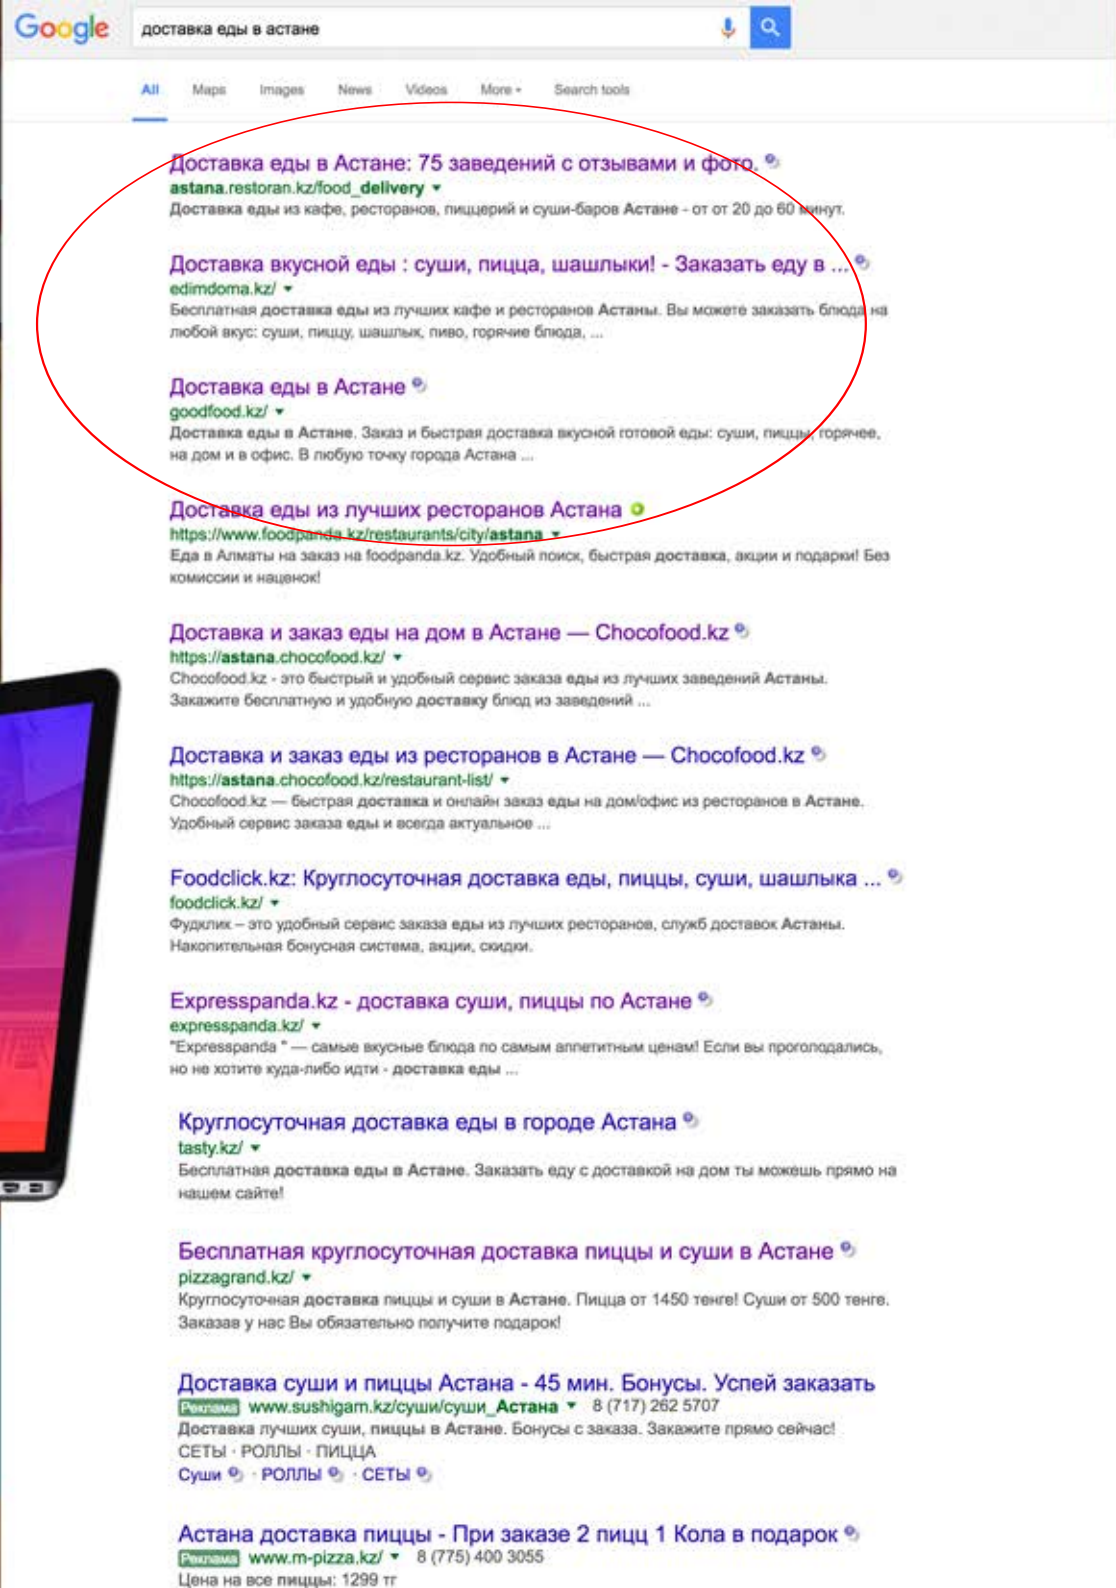 Google
доставка еды в астане
All Maps Images News Videos More Search tools
Доставка еды в Астане: 75 заведений с отзывами и фото.
astana.restoran.kz/food_delivery
Доставка еды из кафе, ресторанов, пиццерий и суши-баров Астане - от от 20 до 60 минут.
Доставка вкусной еды : суши, пицца, шашлыки! - Заказать еду в ...
edimdoma.kz/
Бесплатная доставка еды из лучших кафе и ресторанов Астаны. Вы можете заказать блюда на
любой вкус: суши, пиццу, шашлык, пиво, горячие блюда, ...
Доставка еды в Астане
goodfood.kz/
Доставка еды в Астане. Заказ и быстрая доставка вкусной готовой еды: суши, пиццы, горячее,
на дом и в офис. В любую точку города Астана ...
Доставка еды из лучших ресторанов Астана
https://www.foodpanda.kz/restaurants/city/astana
Еда в Алматы на заказ на foodpanda.kz. Удобный поиск, быстрая доставка, акции и подарки! Без
комиссии и наценок!
Доставка и заказ еды на дом в Астане — Chocofood.kz
https://astana.chocofood.kz/
Chocofood.kz - это быстрый и удобный сервис заказа еды из лучших заведений Астаны.
Закажите бесплатную и удобную доставку блюд из заведений ...
Доставка и заказ еды из ресторанов в Астане — Chocofood.kz
https://astana.chocofood.kz/restaurant-list/
Chocofood.kz — быстрая доставка и онлайн заказ еды на дом/офис из ресторанов в Астане.
Удобный сервис заказа еды и всегда актуальное ...
Foodclick.kz: Круглосуточная доставка еды, пиццы, суши, шашлыка ...
foodclick.kz/
Фудклик – это удобный сервис заказа еды из лучших ресторанов, служб доставок Астаны.
Накопительная бонусная система, акции, скидки.
Expresspanda.kz - доставка суши, пиццы по Астане
expresspanda.kz/
"Expresspanda " — самые вкусные блюда по самым аппетитным ценам! Если вы проголодались,
но не хотите куда-либо идти - доставка еды ...
Круглосуточная доставка еды в городе Астана
tasty.kz/
Бесплатная доставка еды в Астане. Заказать еду с доставкой на дом ты можешь прямо на
нашем сайте!
Бесплатная круглосуточная доставка пиццы и суши в Астане
pizzagrand.kz/
Круглосуточная доставка пиццы и суши в Астане. Пицца от 1450 тенге! Суши от 500 тенге.
Заказав у нас Вы обязательно получите подарок!
Доставка суши и пиццы Астана - 45 мин. Бонусы. Успей заказать
Реклама www.sushigam.kz/суши/суши_Астана 8 (717) 262 5707
Доставка лучших суши, пиццы в Астане. Бонусы с заказа. Закажите прямо сейчас!
СЕТЫ · РОЛЛЫ · ПИЦЦА
Суши · РОЛЛЫ · СЕТЫ
Астана доставка пиццы - При заказе 2 пицц 1 Кола в подарок
Реклама www.m-pizza.kz/ 8 (775) 400 3055
Цена на все пиццы: 1299 тг